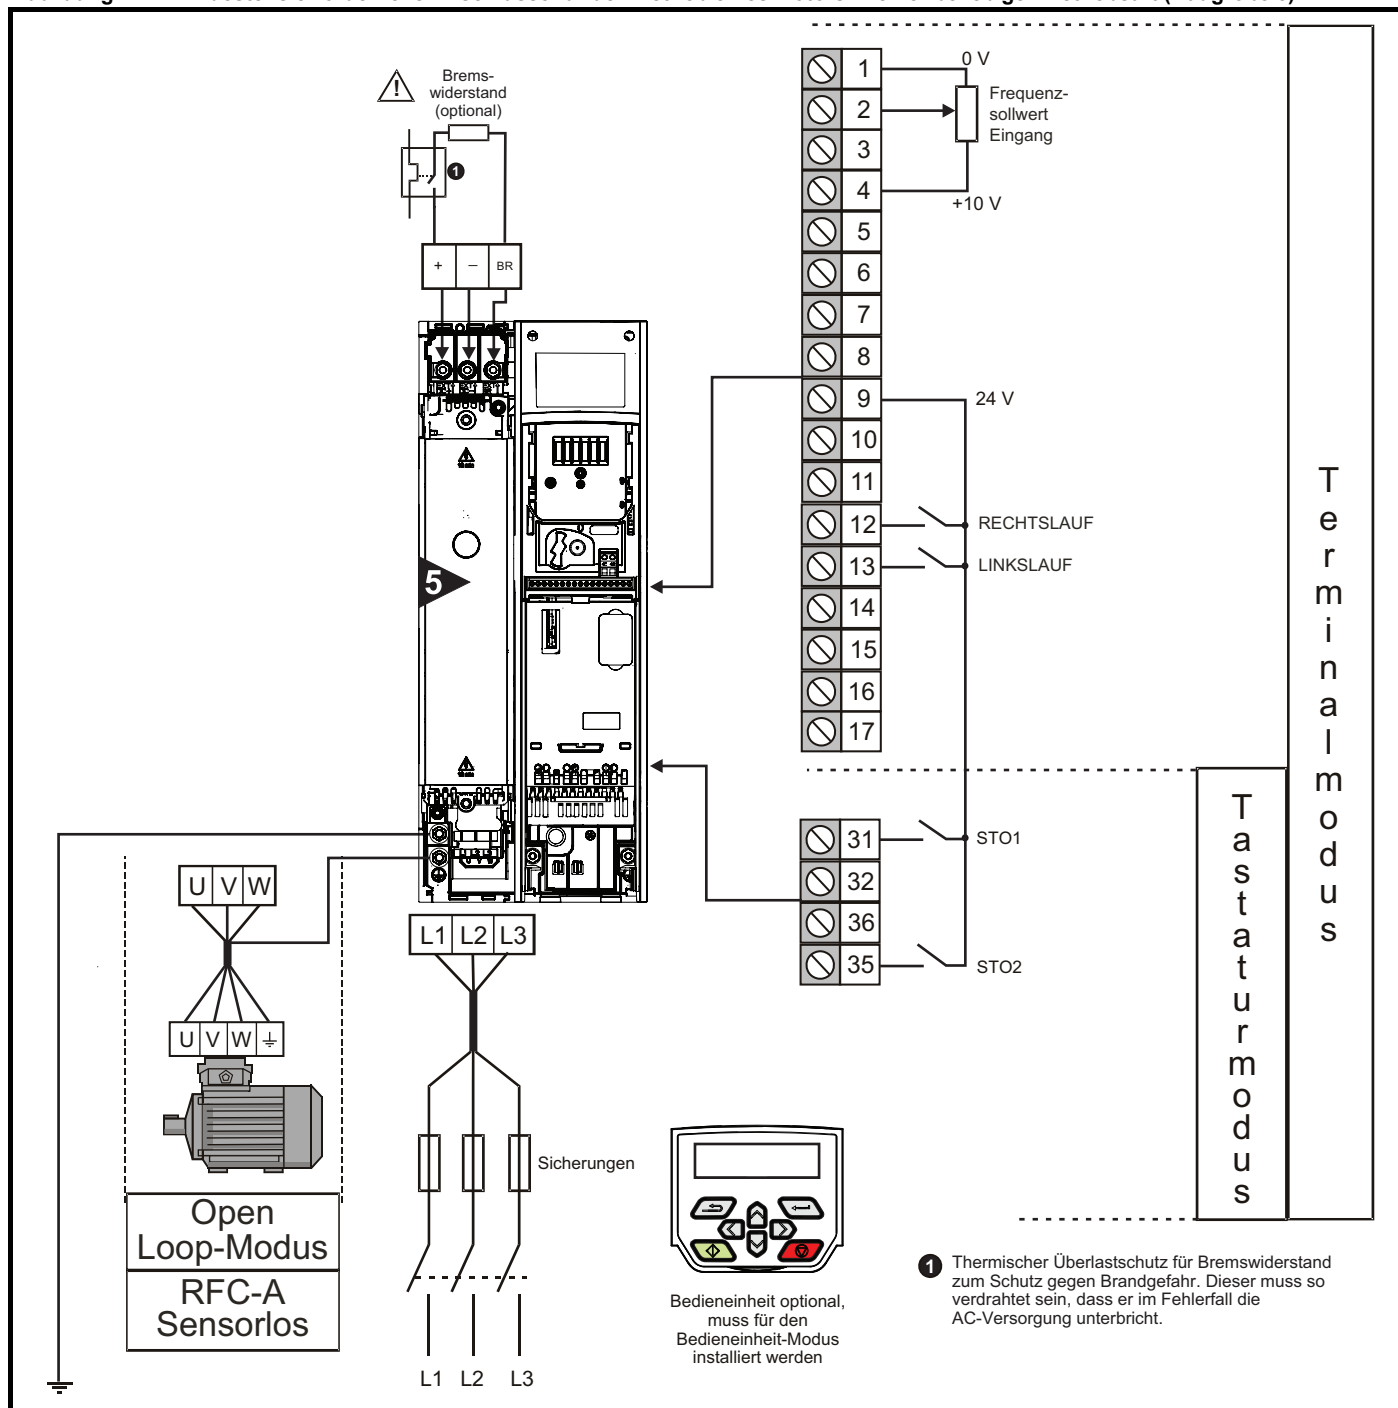 Brems-
widerstand
(optional)
1
+ – BR
5
1
2
3
4
5
6
7
8
9
10
11
12
13
14
15
16
17
0 V
Frequenz-
sollwert
Eingang
+10 V
24 V
RECHTSLAUF
LINKSLAUF
31
32
36
35
STO1
STO2
Terminalmodus
Tastaturmodus
U V W
U V W
Open
Loop-Modus
RFC-A
Sensorlos
L1 L2 L3
Sicherungen
L1 L2 L3
Bedieneinheit optional,
muss für den
Bedieneinheit-Modus
installiert werden
1 Thermischer Überlastschutz für Bremswiderstand
zum Schutz gegen Brandgefahr. Dieser muss so
verdrahtet sein, dass er im Fehlerfall die
AC-Versorgung unterbricht.